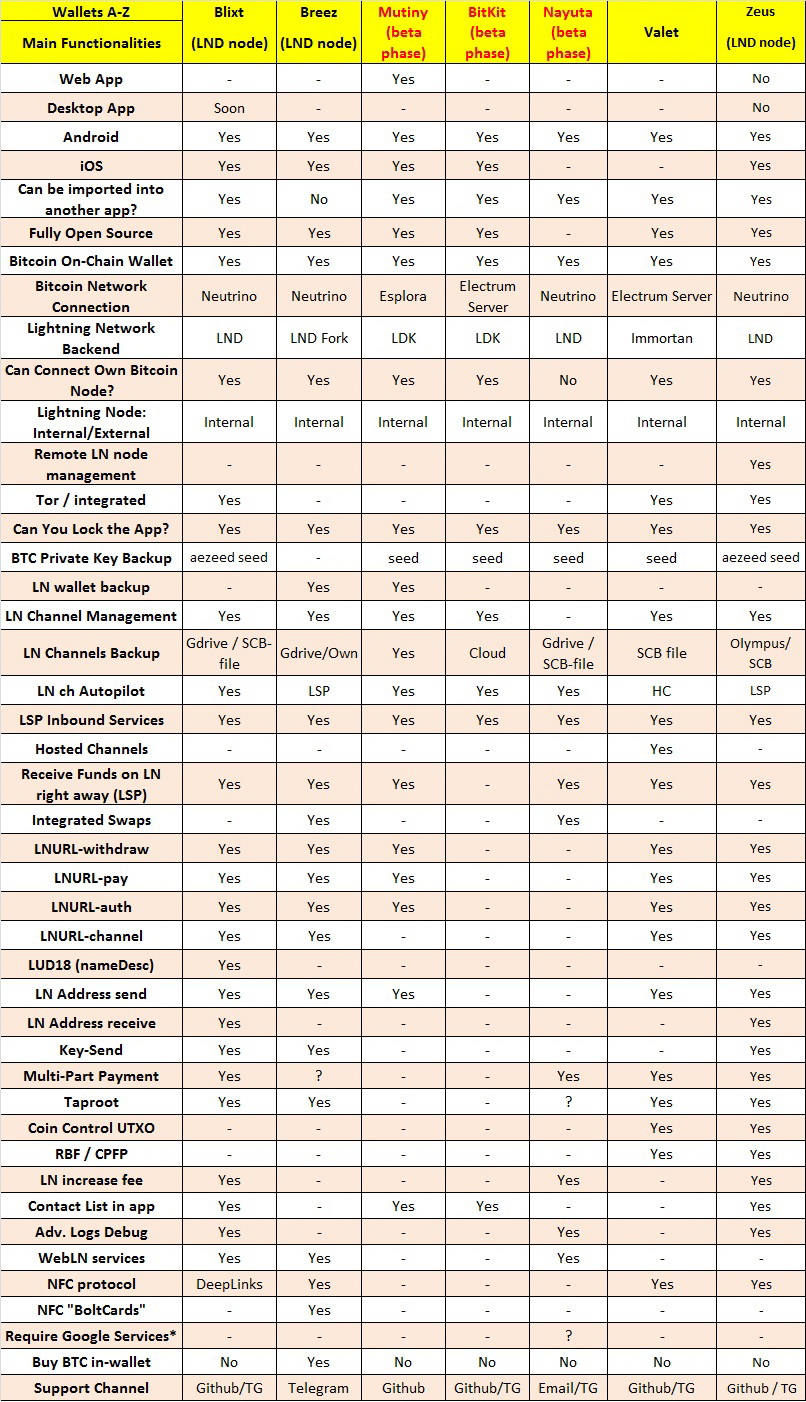 Wallets A-Z | Blixt (LND node) | Breez (LND node) | Mutiny (beta phase) | BitKit (beta phase) | Nayuta (beta phase) | Valet | Zeus (LND node)
Main Functionalities
Web App | - | - | Yes | - | - | - | No
Desktop App | Soon | - | - | - | - | - | No
Android | Yes | Yes | Yes | Yes | Yes | Yes | Yes
iOS | Yes | Yes | Yes | Yes | - | - | Yes
Can be imported into another app? | Yes | No | Yes | Yes | Yes | Yes | Yes
Fully Open Source | Yes | Yes | Yes | Yes | - | Yes | Yes
Bitcoin On-Chain Wallet | Yes | Yes | Yes | Yes | Yes | Yes | Yes
Bitcoin Network Connection | Neutrino | Neutrino | Esplora | Electrum Server | Neutrino | Electrum Server | Neutrino
Lightning Network Backend | LND | LND Fork | LDK | LDK | LND | Immortan | LND
Can Connect Own Bitcoin Node? | Yes | Yes | Yes | Yes | No | Yes | Yes
Lightning Node: Internal/External | Internal | Internal | Internal | Internal | Internal | Internal | Internal
Remote LN node management | - | - | - | - | - | - | Yes
Tor / integrated | Yes | - | - | - | - | Yes | Yes
Can You Lock the App? | Yes | Yes | Yes | Yes | Yes | Yes | Yes
BTC Private Key Backup | aezeed seed | - | seed | seed | seed | seed | aezeed seed
LN wallet backup | - | Yes | Yes | - | - | - | -
LN Channel Management | Yes | Yes | Yes | Yes | - | Yes | Yes
LN Channels Backup | Gdrive / SCB-file | Gdrive/Own | Yes | Cloud | Gdrive / SCB-file | SCB file | Olympus/ SCB
LN ch Autopilot | Yes | LSP | Yes | Yes | Yes | HC | LSP
LSP Inbound Services | Yes | Yes | Yes | Yes | Yes | Yes | Yes
Hosted Channels | - | - | - | - | - | Yes | -
Receive Funds on LN right away (LSP) | Yes | Yes | Yes | - | Yes | Yes | Yes
Integrated Swaps | - | Yes | - | - | Yes | - | -
LNURL-withdraw | Yes | Yes | Yes | - | - | Yes | Yes
LNURL-pay | Yes | Yes | Yes | - | - | Yes | Yes
LNURL-auth | Yes | Yes | Yes | - | - | Yes | Yes
LNURL-channel | Yes | Yes | - | - | - | Yes | Yes
LUD18 (nameDesc) | Yes | - | - | - | - | - | -
LN Address send | Yes | Yes | Yes | - | - | Yes | Yes
LN Address receive | Yes | - | - | - | - | - | Yes
Key-Send | Yes | Yes | - | - | - | - | Yes
Multi-Part Payment | Yes | ? | - | - | Yes | Yes | Yes
Taproot | Yes | Yes | - | - | ? | Yes | Yes
Coin Control UTXO | - | - | - | - | - | Yes | Yes
RBF / CPFP | - | - | - | - | - | Yes | Yes
LN increase fee | Yes | - | - | - | Yes | - | Yes
Contact List in app | Yes | - | Yes | Yes | - | - | Yes
Adv. Logs Debug | Yes | - | - | - | Yes | - | Yes
WebLN services | Yes | Yes | - | - | Yes | - | -
NFC protocol | DeepLinks | Yes | - | - | - | Yes | Yes
NFC "BoltCards" | - | Yes | - | - | - | - | -
Require Google Services* | - | - | - | - | ? | - | -
Buy BTC in-wallet | No | Yes | No | No | No | No | No
Support Channel | Github/TG | Telegram | Github | Github/TG | Email/TG | Github/TG | Github / TG